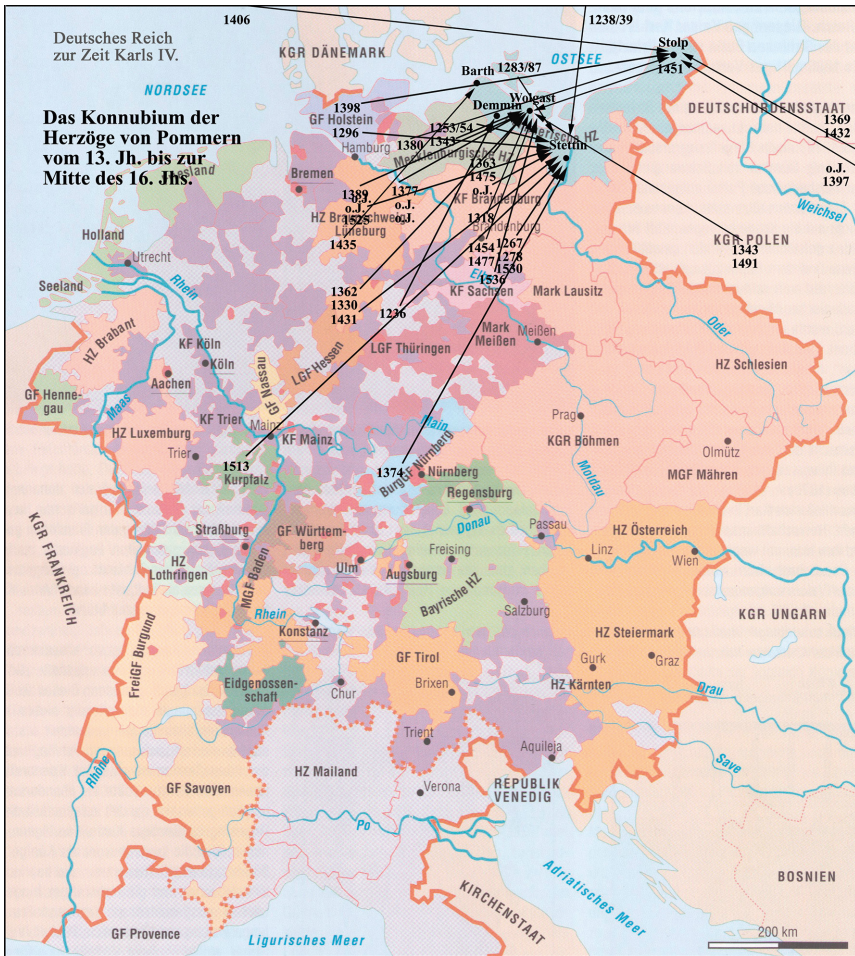 1406
1238/39
Deutsches Reich
zur Zeit Karls IV.
KGR DÄNEMARK
OSTSEE
Stolp
1451
Barth
1283/87
NORDSEE
1398
GF Holstein
Demmin
Wolgast
DEUTSCHORDENSSTAAT
Das Konnubium der
Herzöge von Pommern
vom 13. Jh. bis zur
Mitte des 16. Jhs.
1296
1253/54
1380
1343
Stettin
1369
1432
Hamburg
Mecklenburgische HZ
o.J.
1397
Bremen
1363
1475
o.J.
1377
o.J.
o.J.
1389
o.J.
o.J.
1525
KF Brandenburg
Brandenburg
Weichsel
HZ Braunschweig
Lüneburg
1435
1318
1454
1477
1267
1278
1530
1536
KGR POLEN
1343
1491
Holland
Utrecht
Seeland
Rhein
KF Sachsen
Mark Lausitz
1362
1330
1431
1236
Oder
HZ Brabant
KF Köln
Köln
Aachen
GF Nassau
LGF Hessen
LGF Thüringen
Mark
Meißen
Meißen
HZ Schlesien
GF Henne-
gau
Maas
KF Trier
HZ Luxemburg
Trier
Mainz
KF Mainz
Main
Prag
KGR Böhmen
Olmütz
MGF Mähren
Moldau
1513
Kurpfalz
1374
BurgGF Nürnberg
Nürnberg
Regensburg
KGR FRANKREICH
Straßburg
GF Württem-
berg
Donau
Passau
HZ Österreich
HZ
Lothringen
MGF Baden
Ulm
Augsburg
Freising
Linz
Wien
Bayrische HZ
Salzburg
Rhein
Konstanz
KGR UNGARN
FreiGF Burgund
GF Tirol
HZ Steiermark
Eidgenossen-
schaft
Chur
Brixen
Gurk
Graz
HZ Kärnten
Drau
Trient
Aquileja
Save
Rhône
HZ Mailand
GF Savoyen
Verona
REPUBLIK
VENEDIG
Po
Adriatisches Meer
BOSNIEN
KIRCHENSTAAT
GF Provence
Ligurisches Meer
200 km